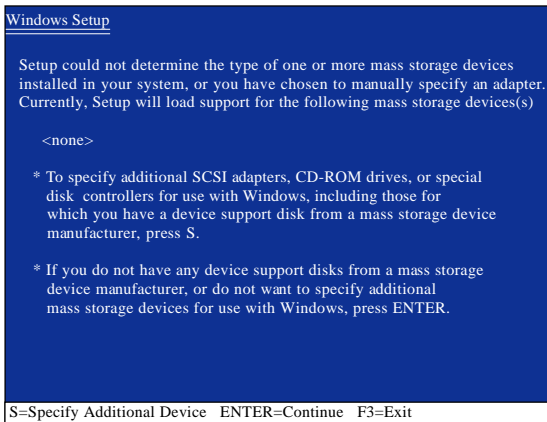 Windows Setup
Setup could not determine the type of one or more mass storage devices
installed in your system, or you have chosen to manually specify an adapter.
Currently, Setup will load support for the following mass storage devices(s)
<none>
* To specify additional SCSI adapters, CD-ROM drives, or special
disk controllers for use with Windows, including those for
which you have a device support disk from a mass storage device
manufacturer, press S.
* If you do not have any device support disks from a mass storage
device manufacturer, or do not want to specify additional
mass storage devices for use with Windows, press ENTER.
S=Specify Additional Device ENTER=Continue F3=Exit